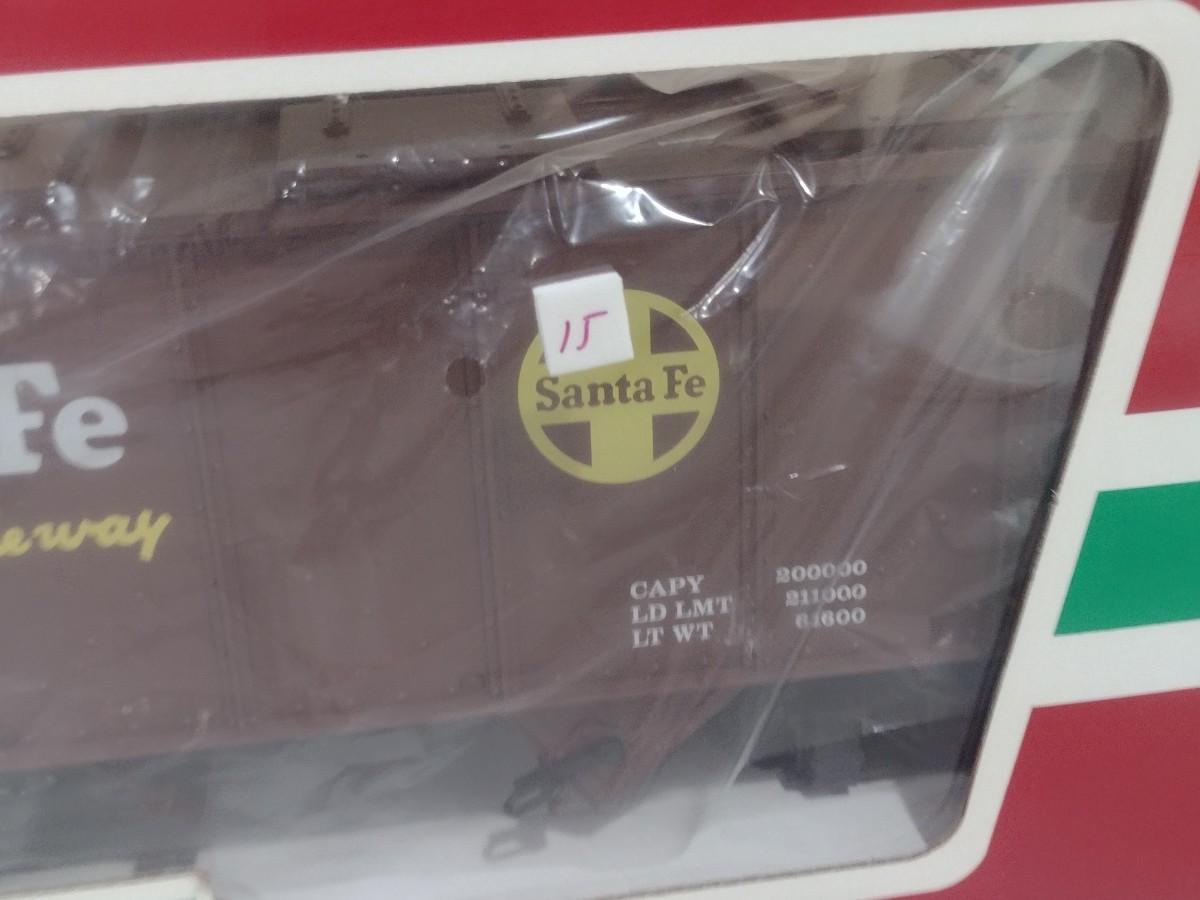 15
Santa Fe
Fe
eway
CAPY 200000
LD LMT 211000
LT WT 61600